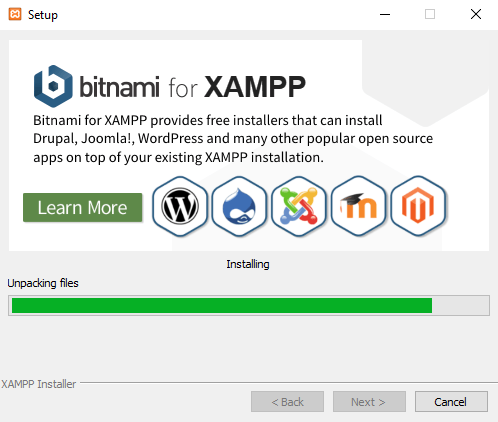 Setup
bitnami for XAMPP
Bitnami for XAMPP provides free installers that can install
Drupal, Joomla!, WordPress and many other popular open source
apps on top of your existing XAMPP installation.
Learn More
Installing
Unpacking files
XAMPP Installer
< Back Next > Cancel